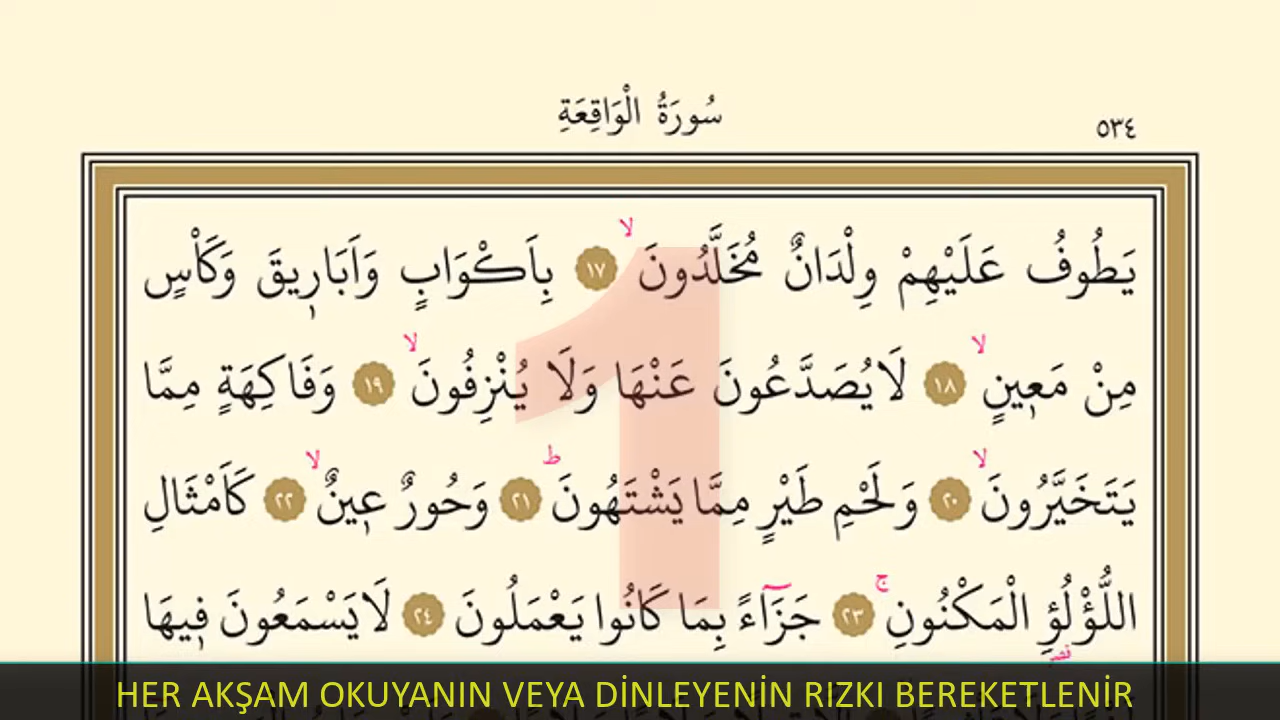 ٥٣٤
سُورَةُ الْوَاقِعَةِ
يَطُوفُ عَلَيْهِمْ وِلْدَانٌ مُخَلَّدُونَۙ ١٧ بِاَكْوَابٍ وَاَبَار۪يقَ وَكَأْسٍ
مِنْ مَع۪ينٍۙ ١٨ لَا يُصَدَّعُونَ عَنْهَا وَلَا يُنْزِفُونَۙ ١٩ وَفَاكِهَةٍ مِمَّا
يَتَخَيَّرُونَۙ ٢٠ وَلَحْمِ طَيْرٍ مِمَّا يَشْتَهُونَۜ ٢١ وَحُورٌ ع۪ينٌۙ ٢٢ كَاَمْثَالِ
اللُّؤْلُؤِ الْمَكْنُونِۚ ٢٣ جَزَٓاءً بِمَا كَانُوا يَعْمَلُونَ ٢٤ لَا يَسْمَعُونَ ف۪يهَا
1
HER AKŞAM OKUYANIN VEYA DİNLEYENİN RIZKI BEREKETLENİR